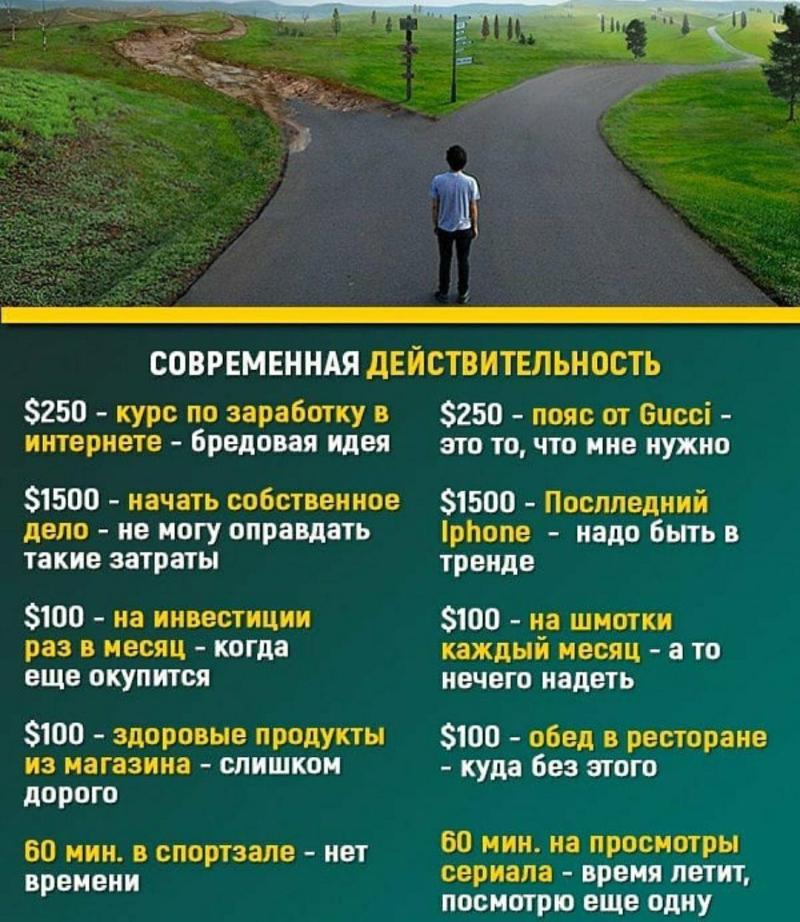 СОВРЕМЕННАЯ ДЕЙСТВИТЕЛЬНОСТЬ
$250 - курс по заработку в
интернете - бредовая идея
$1500 - начать собственное
дело - не могу оправдать
такие затраты
$100 - на инвестиции
раз в месяц - когда
еще окупится
$100 - здоровые продукты
из магазина - слишком
дорого
60 мин. в спортзале - нет
времени
$250 - пояс от Gucci -
это то, что мне нужно
$1500 - Послледний
Iphone - надо быть в
тренде
$100 - на шмотки
каждый месяц - а то
нечего надеть
$100 - обед в ресторане
- куда без этого
60 мин. на просмотры
сериала - время летит,
посмотрю еще одну